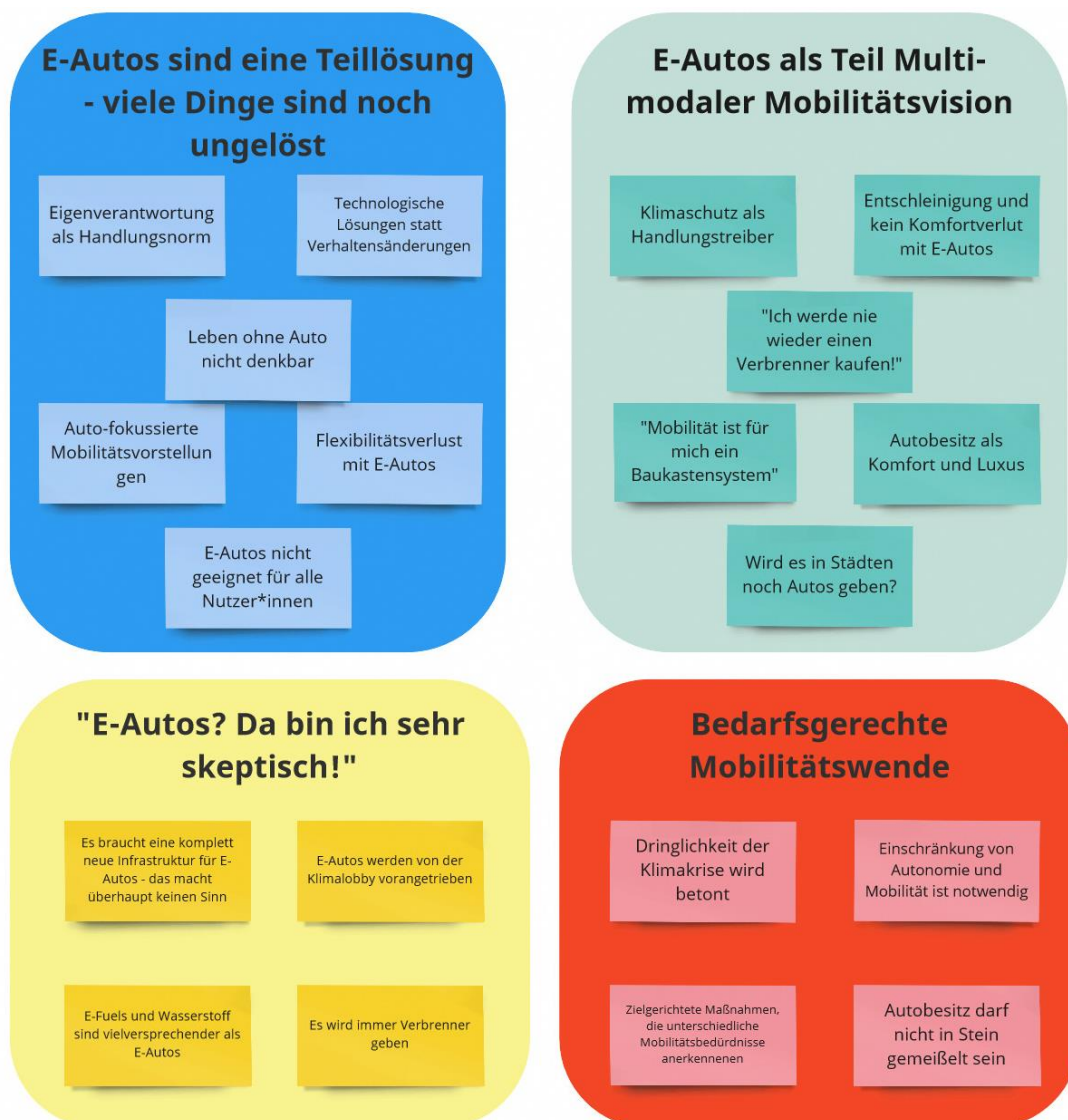 E-Autos sind eine Teillösung
- viele Dinge sind noch
ungelöst
Eigenverantwortung
als Handlungsnorm
Technologische
Lösungen statt
Verhaltensänderungen
Leben ohne Auto
nicht denkbar
Auto-fokussierte
Mobilitätsvorstellun
gen
Flexibilitätsverlust
mit E-Autos
E-Autos nicht
geeignet für alle
Nutzer*innen
E-Autos als Teil Multi-
modaler Mobilitätsvision
Klimaschutz als
Handlungstreiber
Entschleinigung und
kein Komfortverlut
mit E-Autos
"Ich werde nie
wieder einen
Verbrenner kaufen!"
"Mobilität ist für
mich ein
Baukastensystem"
Autobesitz als
Komfort und Luxus
Wird es in Städten
noch Autos geben?
"E-Autos? Da bin ich sehr
skeptisch!"
Es braucht eine komplett
neue Infrastruktur für E-
Autos - das macht
überhaupt keinen Sinn
E-Autos werden von der
Klimalobby vorangetrieben
E-Fuels und Wasserstoff
sind vielversprechender als
E-Autos
Es wird immer Verbrenner
geben
Bedarfsgerechte
Mobilitätswende
Dringlichkeit der
Klimakrise wird
betont
Einschränkung von
Autonomie und
Mobilität ist notwendig
Zielgerichtete Maßnahmen,
die unterschiedliche
Mobilitätsbedürdnisse
anerkennenen
Autobesitz darf
nicht in Stein
gemeißelt sein